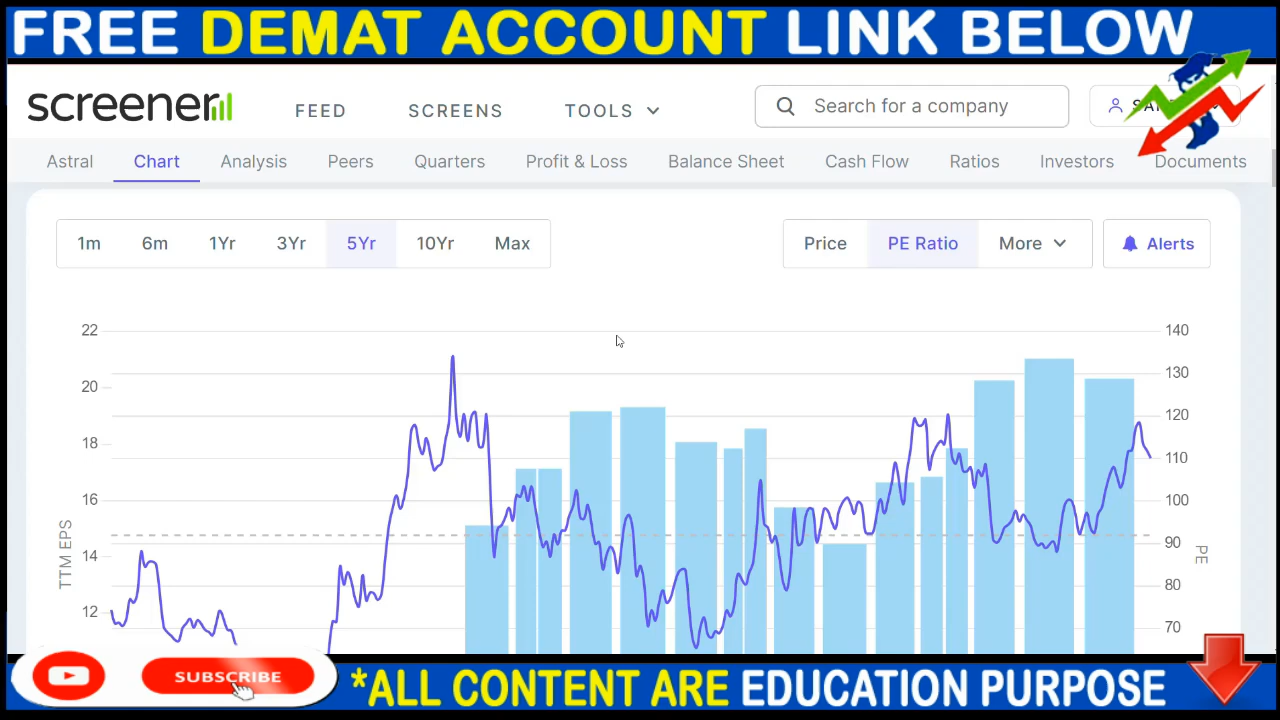 FREE DEMAT ACCOUNT LINK BELOW
screener
FEED SCREENS TOOLS Search for a company
Astral Chart Analysis Peers Quarters Profit & Loss Balance Sheet Cash Flow Ratios Investors Documents
1m 6m 1Yr 3Yr 5Yr 10Yr Max Price PE Ratio More Alerts
22 140
130
20
120
18
110
16 100
90
14
80
12
70
TTM EPS
PE
SUBSCRIBE
*ALL CONTENT ARE EDUCATION PURPOSE